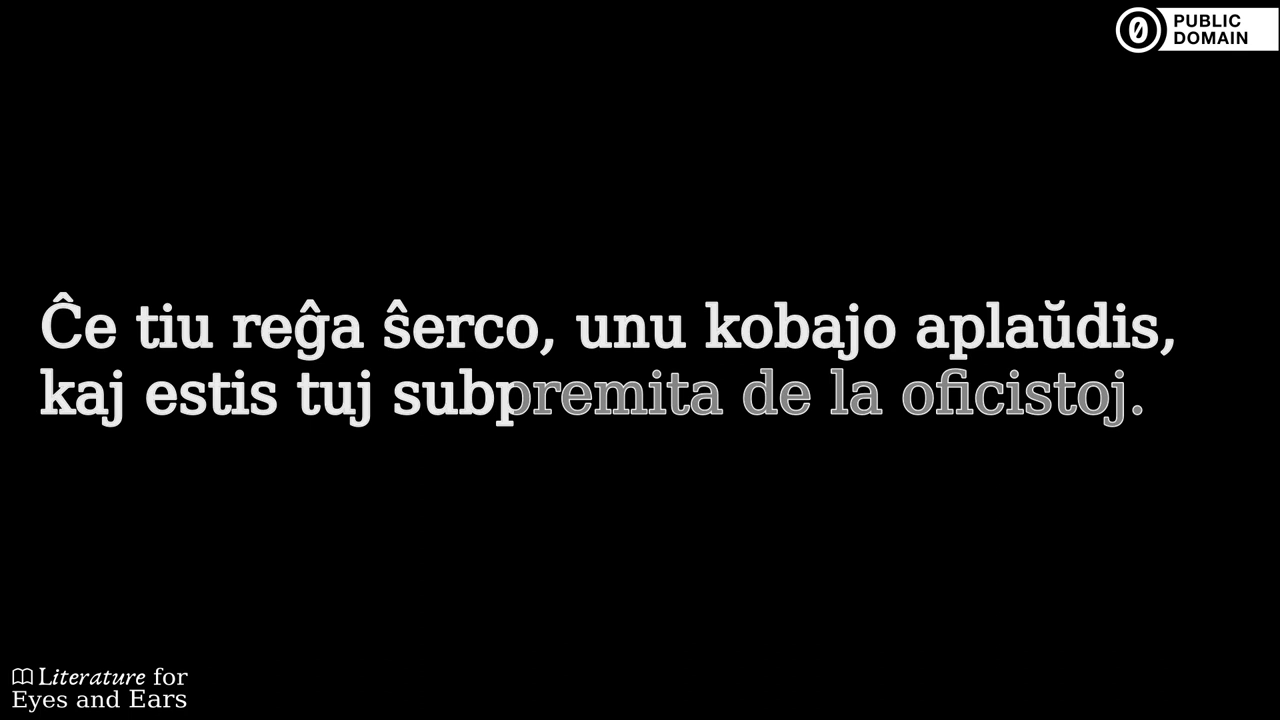 PUBLIC
DOMAIN
Ĉe tiu reĝa ŝerco, unu kobajo aplaŭdis,
kaj estis tuj subpremita de la oficistoj.
Literature for
Eyes and Ears